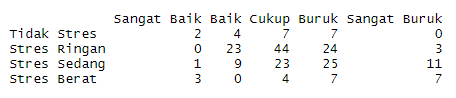 Sangat Baik Baik Cukup Buruk Sangat Buruk
Tidak Stres 2 4 7 7 0
Stres Ringan 0 23 44 24 3
Stres Sedang 1 9 23 25 11
Stres Berat 3 0 4 7 7